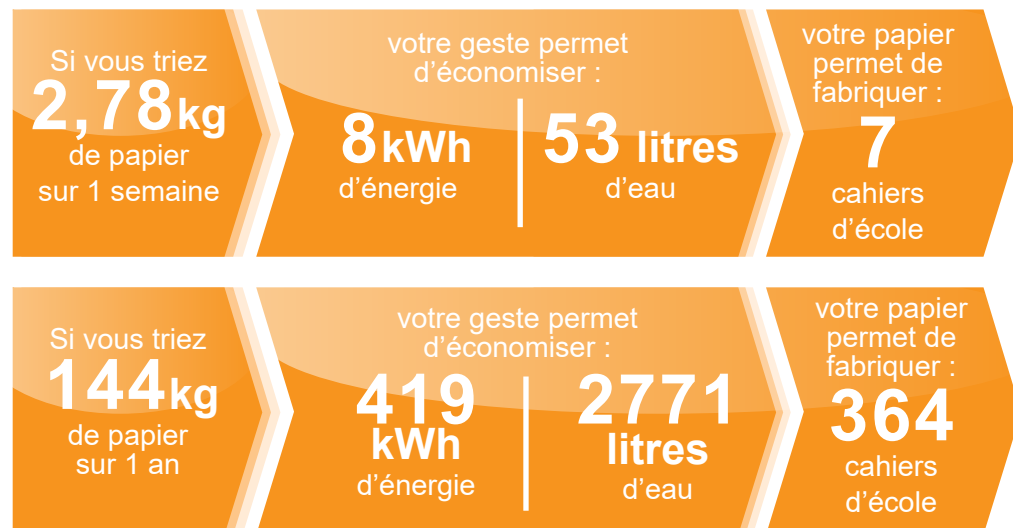 Si vous triez
2,78kg
de papier
sur 1 semaine
votre geste permet
d'économiser :
8kWh
d'énergie
53 litres
d'eau
votre papier
permet de
fabriquer :
7
cahiers
d'école
Si vous triez
144kg
de papier
sur 1 an
votre geste permet
d'économiser :
419
kWh
d'énergie
2771
litres
d'eau
votre papier
permet de
fabriquer :
364
cahiers
d'école